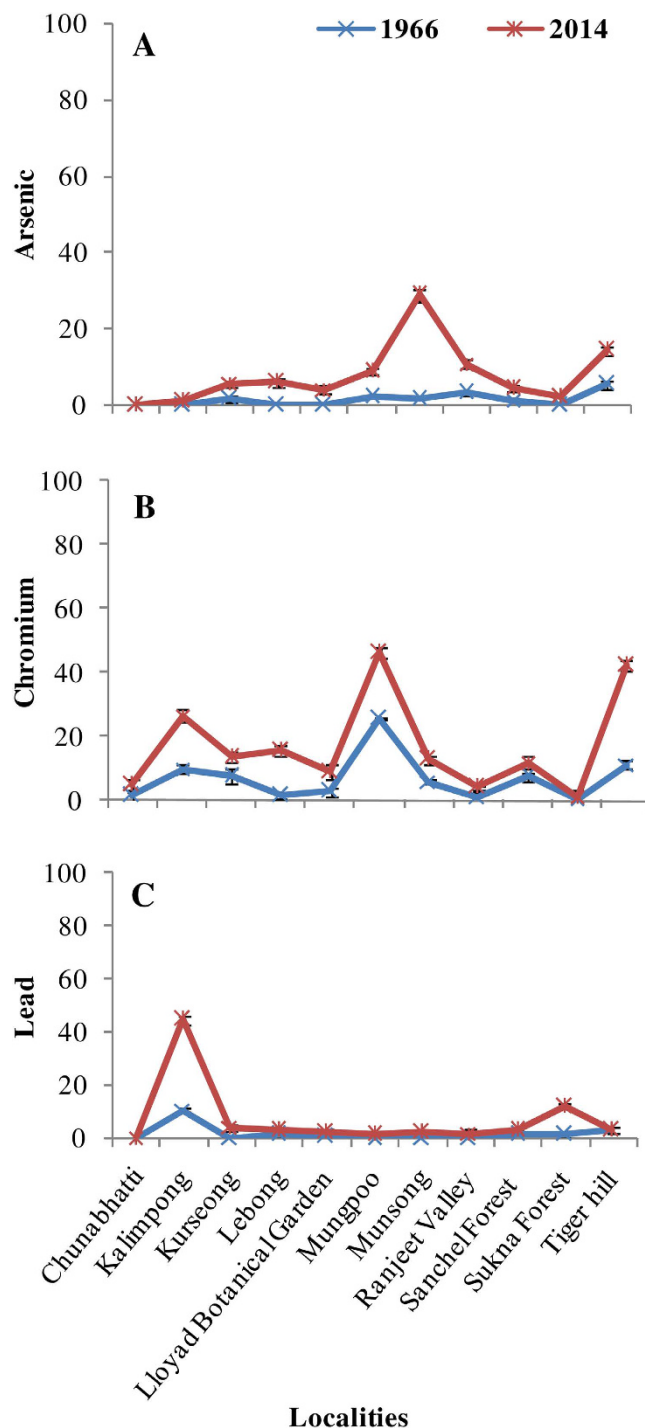 A
1966
2014
100
80
60
40
20
0
Arsenic
B
100
80
60
40
20
0
Chromium
C
100
80
60
40
20
0
Lead
Chunabhatti
Kalimpong
Kurseong
Lebong
Lloyad Botanical Garden
Mungpoo
Munsong
Ranjeet Valley
Sanchel Forest
Sukna Forest
Tiger hill
Localities